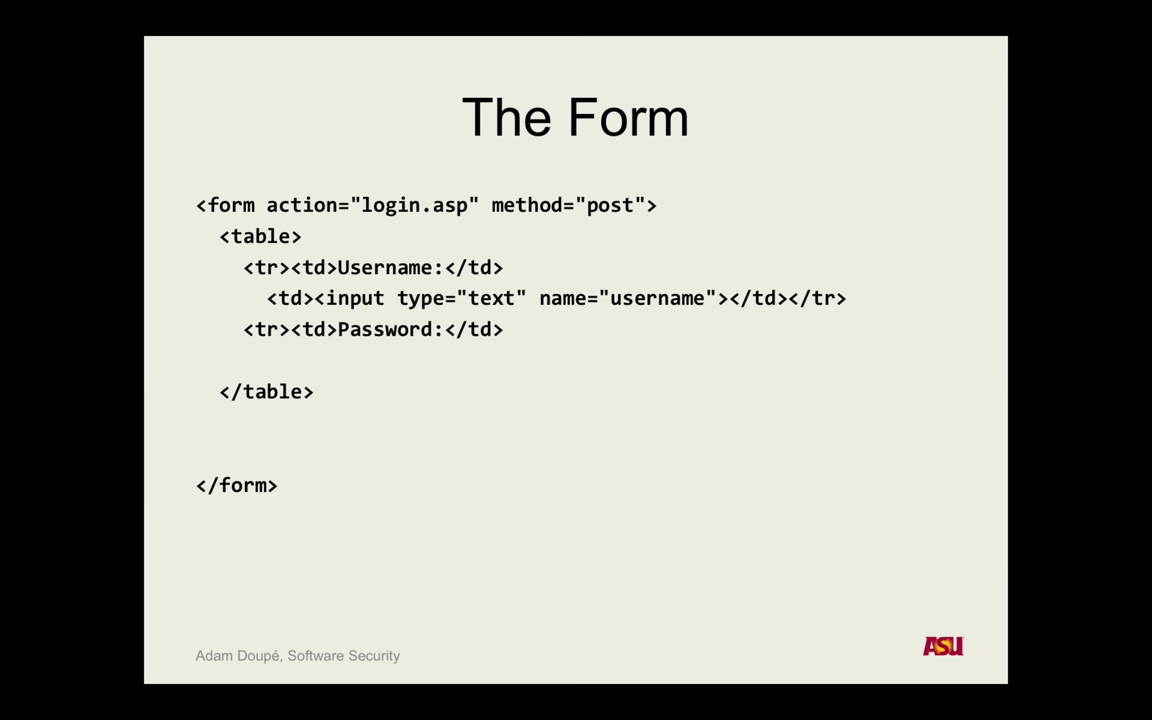 The Form
<form action="login.asp" method="post">
<table>
<tr><td>Username:</td>
<td><input type="text" name="username"></td></tr>
<tr><td>Password:</td>
</table>
</form>
Adam Doupé, Software Security
ASU